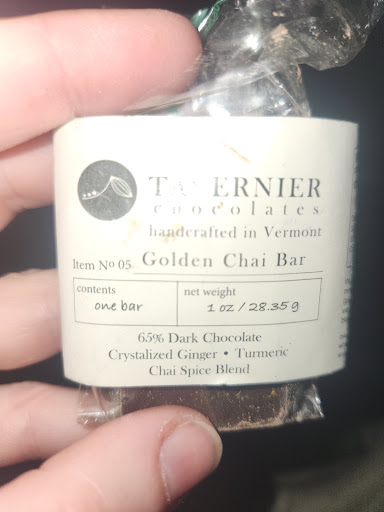 TAVERNIER
chocolates
handcrafted in Vermont
Item Nº 05 Golden Chai Bar
contents
one bar
net weight
1 oz / 28.35 g
65% Dark Chocolate
Crystalized Ginger • Turmeric
Chai Spice Blend